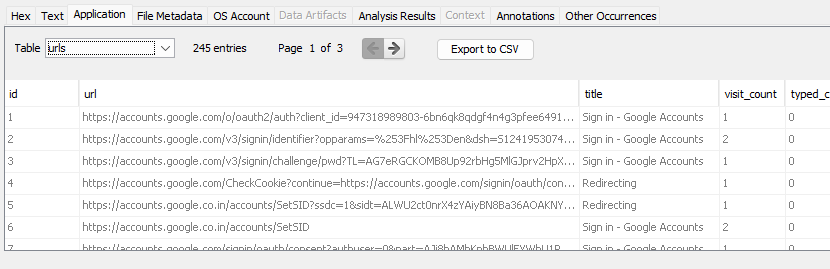 Hex Text Application File Metadata OS Account Data Artifacts Analysis Results Context Annotations Other Occurrences
Table urls 245 entries Page 1 of 3 Export to CSV
id url title visit_count typed_c
1 https://accounts.google.com/o/oauth2/auth?client_id=947318989803-6bn6qk8qdgf4n4g3pfee6491... Sign in - Google Accounts 1 0
2 https://accounts.google.com/v3/signin/identifier?opparams=%253Fhl%253Den&dsh=S1241953074... Sign in - Google Accounts 2 0
3 https://accounts.google.com/v3/signin/challenge/pwd?TL=AG7eRGCKOMB8Up92rbHg5MlGJprv2HpX... Sign in - Google Accounts 1 0
4 https://accounts.google.com/CheckCookie?continue=https://accounts.google.com/signin/oauth/con... Redirecting 1 0
5 https://accounts.google.co.in/accounts/SetSID?ssdc=1&sidt=ALWU2ct0nrX4zYAiyBN8Ba36AOAKNY... Redirecting 1 0
6 https://accounts.google.co.in/accounts/SetSID Sign in - Google Accounts 2 0
7 Sign in - Google Accounts 1 0